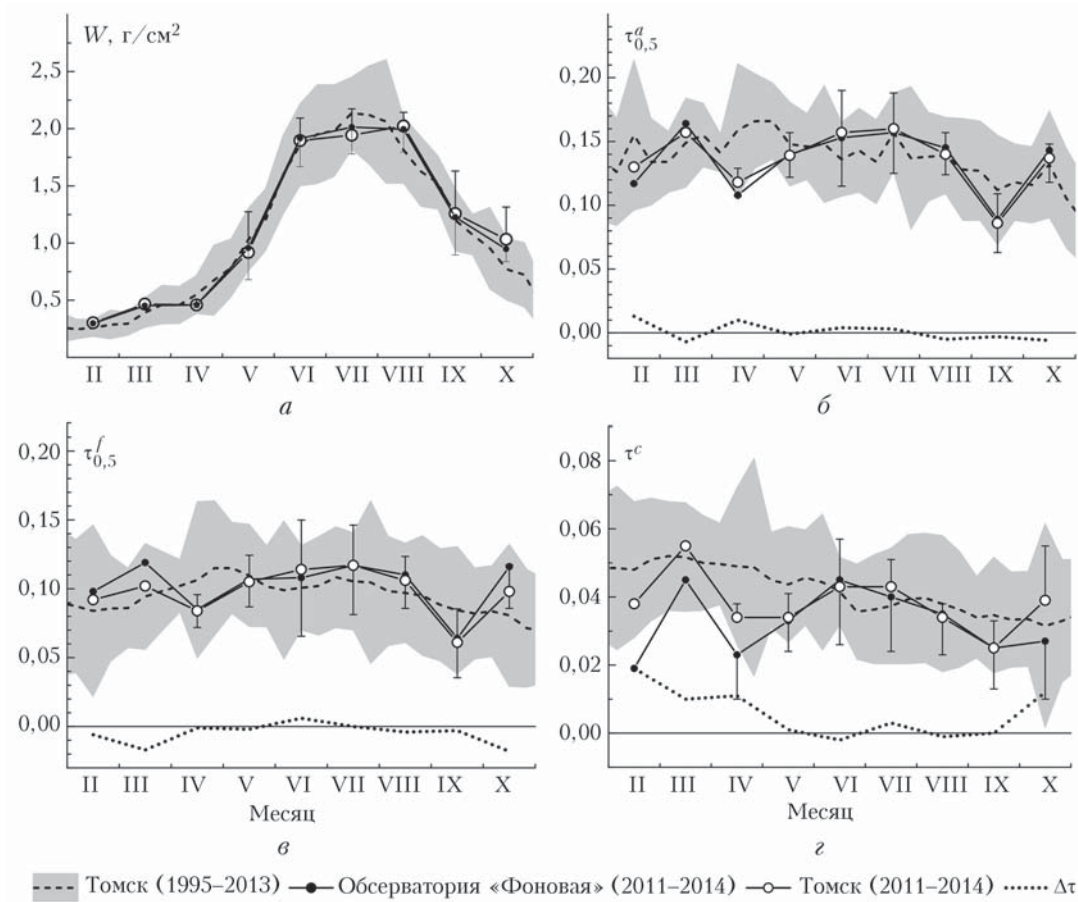 W, г/см²
2,5
2,0
1,5
1,0
0,5
II III IV V VI VII VIII IX X
а
τᵃ₀,₅
0,20
0,15
0,10
0,05
0,00
II III IV V VI VII VIII IX X
б
τᶠ₀,₅
0,20
0,15
0,10
0,05
0,00
II III IV V VI VII VIII IX X
Месяц
в
τᶜ
0,08
0,06
0,04
0,02
0,00
II III IV V VI VII VIII IX X
Месяц
г
Томск (1995–2013) Обсерватория «Фоновая» (2011–2014) Томск (2011–2014) Δτ